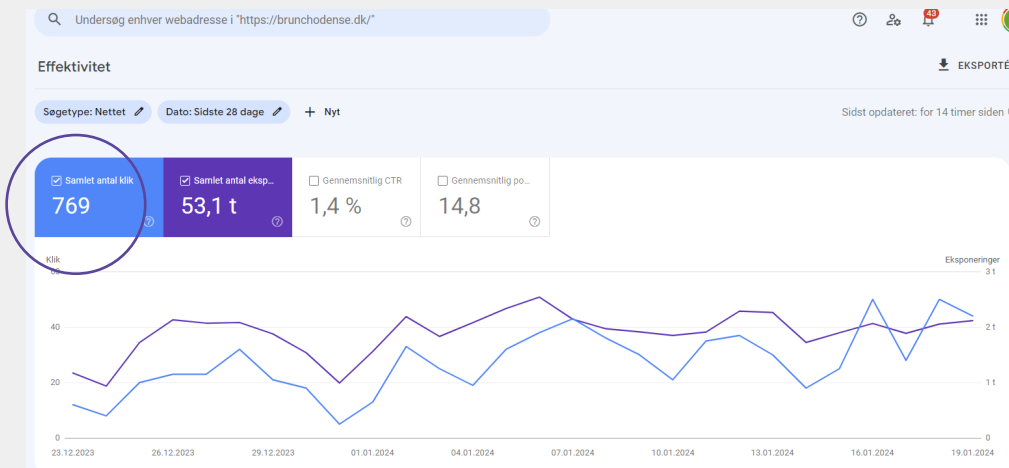 Undersøg enhver webadresse i "https://brunchodense.dk/"
43
Effektivitet
EKSPORTÉ
Søgetype: Nettet
Dato: Sidste 28 dage
+ Nyt
Sidst opdateret: for 14 timer siden
Samlet antal klik
769
Samlet antal eksp...
53,1 t
Gennemsnitlig CTR
1,4 %
Gennemsnitlig po...
14,8
Klik
Eksponeringer
60
3 t
40
2 t
20
1 t
0
0
23.12.2023
26.12.2023
29.12.2023
01.01.2024
04.01.2024
07.01.2024
10.01.2024
13.01.2024
16.01.2024
19.01.2024